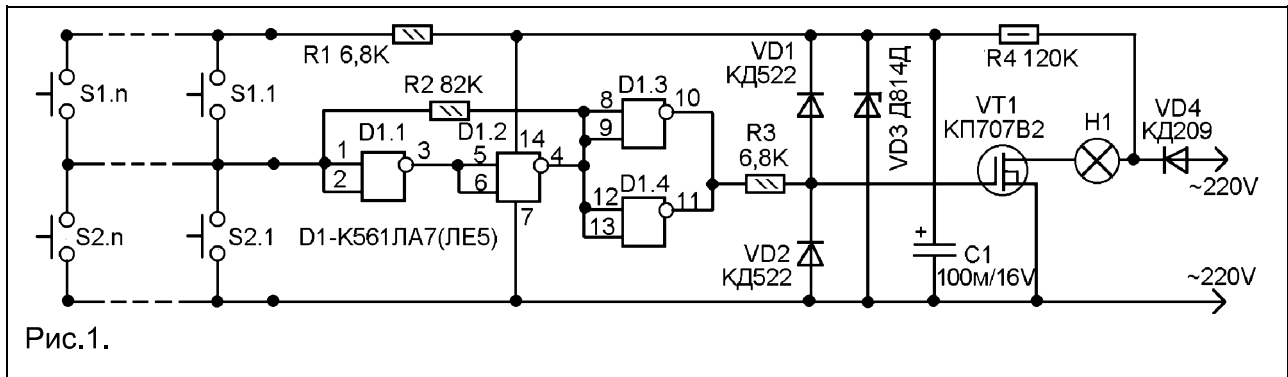 R1 6,8K
R4 120K
VD1
КД522
VD3 Д814Д
VT1
КП707В2
H1
VD4
КД209
~220V
S1.n
S1.1
R2 82K
D1.1
D1.2
D1.3
D1.4
R3
6,8K
1
2
3
5
6
14
4
7
8
9
10
12
13
11
S2.n
S2.1
D1-К561ЛА7(ЛЕ5)
VD2
КД522
+
C1
100м/16V
~220V
Рис.1.